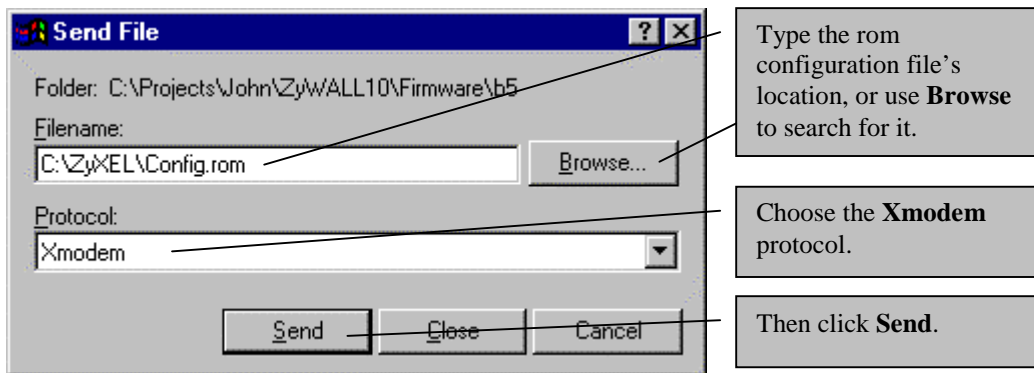 Send File
Folder: C:\Projects\John\ZyWALL10\Firmware\b5
Filename:
C:\ZyXEL\Config.rom
Browse...
Protocol:
Xmodem
Send
Close
Cancel
Type the rom
configuration file's
location, or use Browse
to search for it.
Choose the Xmodem
protocol.
Then click Send.